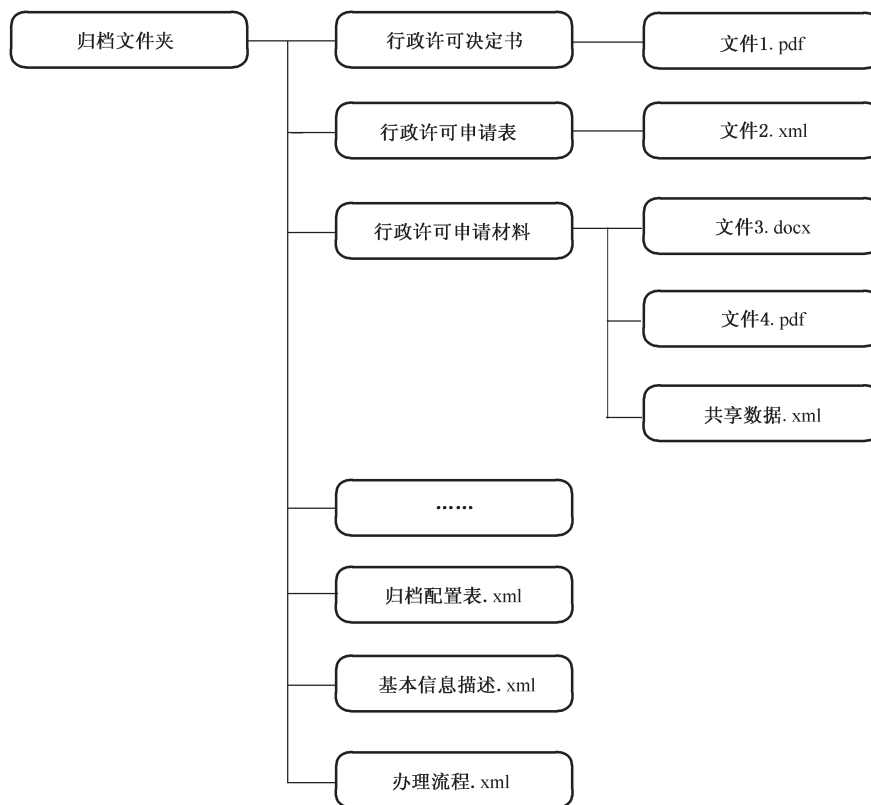 归档文件夹
行政许可决定书
文件1.pdf
行政许可申请表
文件2.xml
行政许可申请材料
文件3.docx
文件4.pdf
共享数据.xml
……
归档配置表.xml
基本信息描述.xml
办理流程.xml